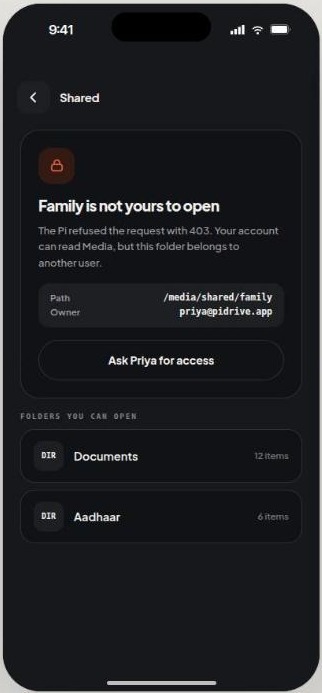 9:41
Shared
Family is not yours to open
The Pi refused the request with 403. Your account
can read Media, but this folder belongs to
another user.
Path /media/shared/family
Owner priya@pidrive.app
Ask Priya for access
FOLDERS YOU CAN OPEN
DIR Documents 12 items
DIR Aadhaar 6 items